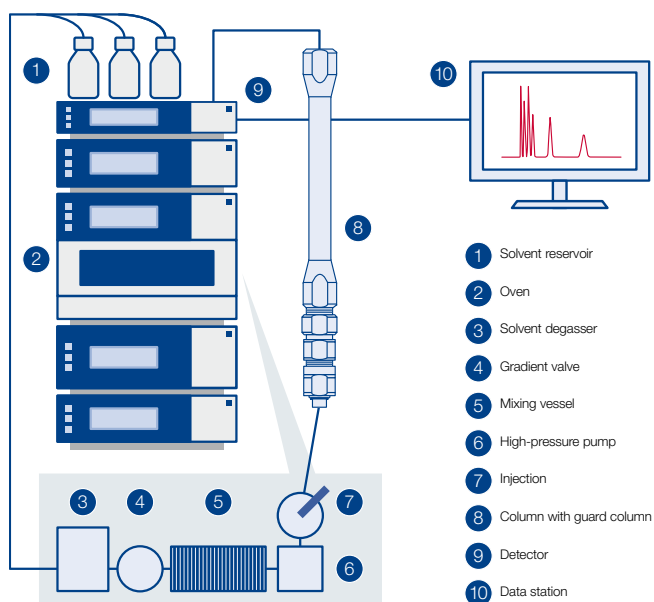 1
10
9
2
8
3
4
5
7
6
1 Solvent reservoir
2 Oven
3 Solvent degasser
4 Gradient valve
5 Mixing vessel
6 High-pressure pump
7 Injection
8 Column with guard column
9 Detector
10 Data station